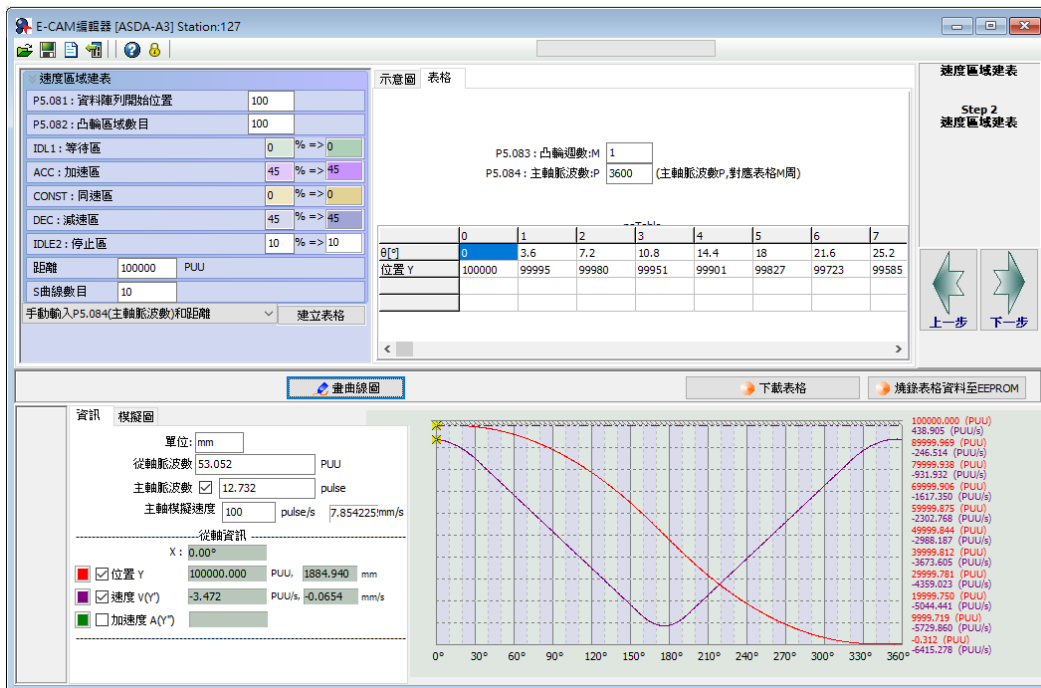 E-CAM編輯器 [ASDA-A3] Station:127
速度區域建表
P5.081 : 資料陣列開始位置 100
P5.082 : 凸輪區域數目 100
IDL1 : 等待區 0 % => 0
ACC : 加速區 45 % => 45
CONST : 同速區 0 % => 0
DEC : 減速區 45 % => 45
IDLE2 : 停止區 10 % => 10
距離 100000 PUU
S曲線數目 10
手動輸入P5.084(主軸脈波數)和距離 建立表格
示意圖 表格
P5.083 : 凸輪週數:M 1
P5.084 : 主軸脈波數:P 3600 (主軸脈波數P,對應表格M周)
0 1 2 3 4 5 6 7
θ[º] 0 3.6 7.2 10.8 14.4 18 21.6 25.2
位置 Y 100000 99995 99980 99951 99901 99827 99723 99585
速度區域建表
Step 2
速度區域建表
上一步 下一步
畫曲線圖 下載表格 燒錄表格資料至EEPROM
資訊 模擬圖
單位: mm
從軸脈波數 53.052 PUU
主軸脈波數 12.732 pulse
主軸模擬速度 100 pulse/s 7.854225!mm/s
從軸資訊
X : 0.00°
位置 Y 100000.000 PUU, 1884.940 mm
速度 V(Y') -3.472 PUU/s, -0.0654 mm/s
加速度 A(Y'')
100000.000 (PUU)
438.905 (PUU/s)
89999.969 (PUU)
-246.514 (PUU/s)
79999.938 (PUU)
-931.932 (PUU/s)
69999.906 (PUU)
-1617.350 (PUU/s)
59999.875 (PUU)
-2302.768 (PUU/s)
49999.844 (PUU)
-2988.187 (PUU/s)
39999.812 (PUU)
-3673.605 (PUU/s)
29999.781 (PUU)
-4359.023 (PUU/s)
19999.750 (PUU)
-5044.441 (PUU/s)
9999.719 (PUU)
-5729.860 (PUU/s)
-0.312 (PUU)
-6415.278 (PUU/s)
0° 30° 60° 90° 120° 150° 180° 210° 240° 270° 300° 330° 360°